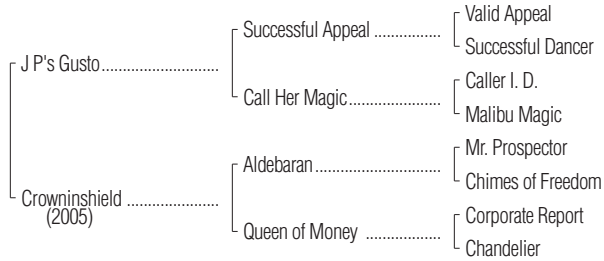 Valid Appeal
Successful Appeal ................
Successful Dancer
J P's Gusto.............................
Caller I. D.
Call Her Magic.......................
Malibu Magic
Mr. Prospector
Aldebaran...............................
Chimes of Freedom
Crowninshield .......................
(2005)
Corporate Report
Queen of Money ..................
Chandelier